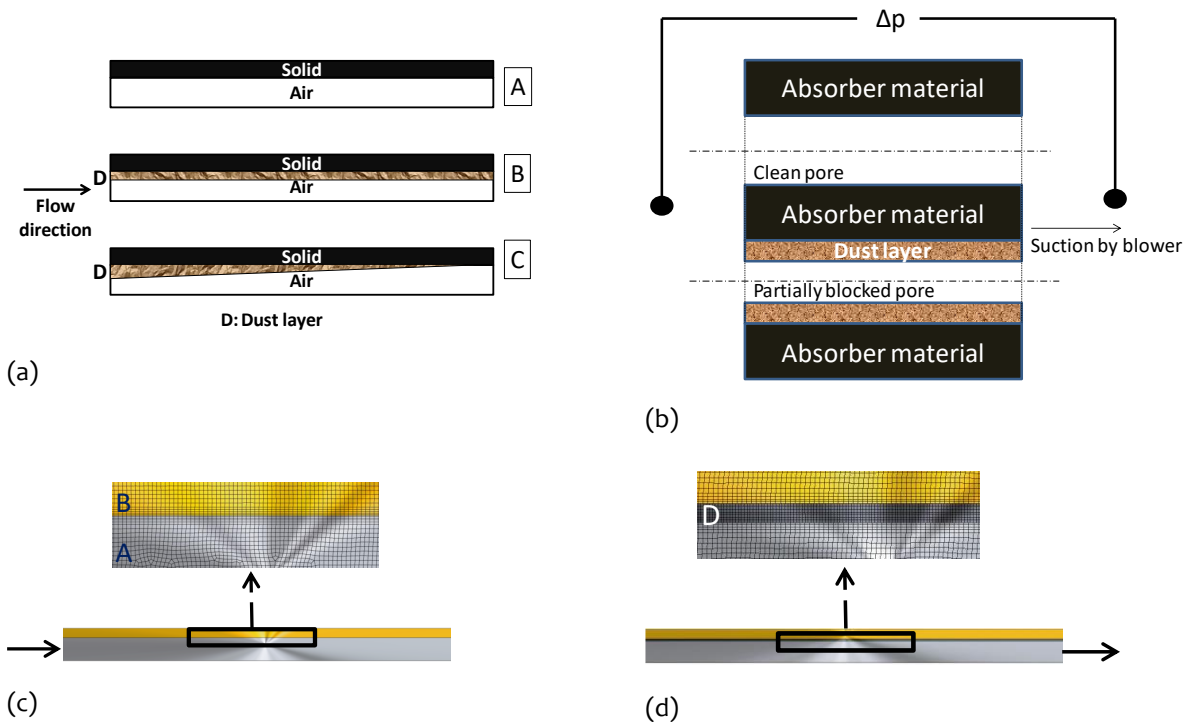 Solid
Air
A
Solid
D
Air
B
Flow
direction
Solid
D
Air
C
D: Dust layer
(a)
Δp
Absorber material
Clean pore
Absorber material
Dust layer
Suction by blower
Partially blocked pore
Absorber material
(b)
B
A
(c)
D
(d)